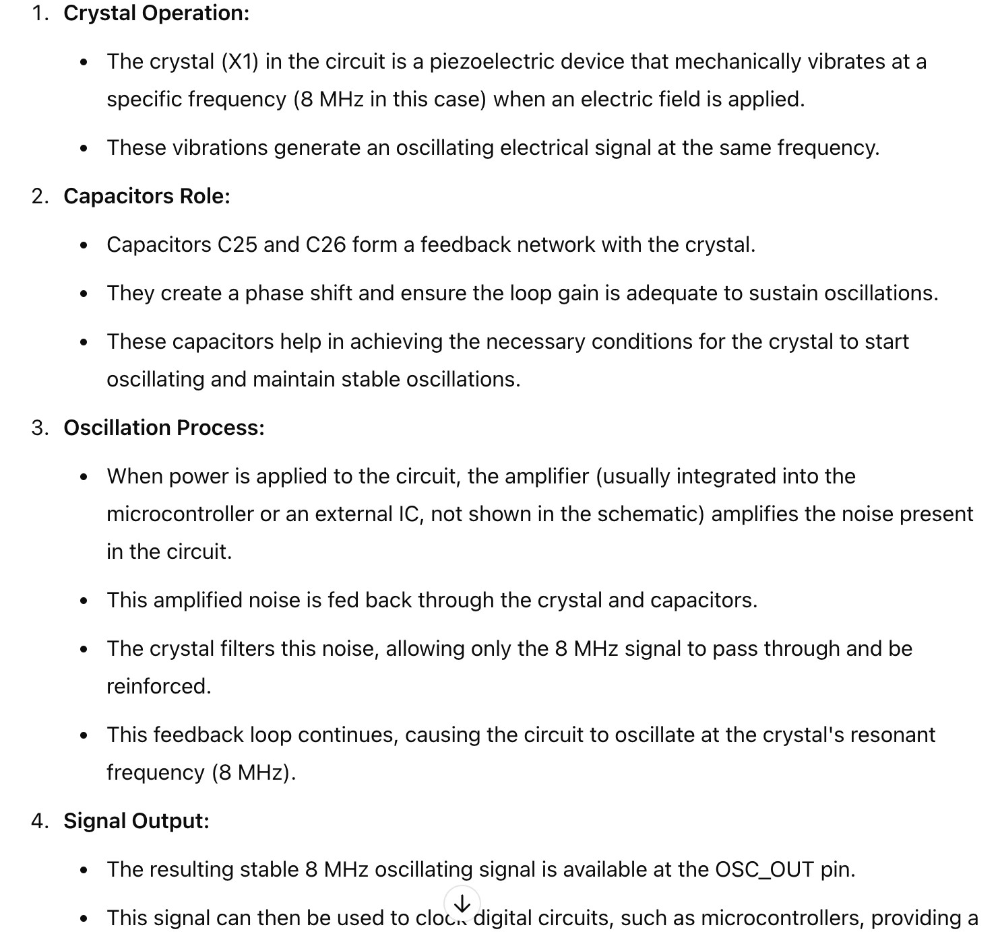 1. Crystal Operation:
• The crystal (X1) in the circuit is a piezoelectric device that mechanically vibrates at a
specific frequency (8 MHz in this case) when an electric field is applied.
• These vibrations generate an oscillating electrical signal at the same frequency.
2. Capacitors Role:
• Capacitors C25 and C26 form a feedback network with the crystal.
• They create a phase shift and ensure the loop gain is adequate to sustain oscillations.
• These capacitors help in achieving the necessary conditions for the crystal to start
oscillating and maintain stable oscillations.
3. Oscillation Process:
• When power is applied to the circuit, the amplifier (usually integrated into the
microcontroller or an external IC, not shown in the schematic) amplifies the noise present
in the circuit.
• This amplified noise is fed back through the crystal and capacitors.
• The crystal filters this noise, allowing only the 8 MHz signal to pass through and be
reinforced.
• This feedback loop continues, causing the circuit to oscillate at the crystal's resonant
frequency (8 MHz).
4. Signal Output:
• The resulting stable 8 MHz oscillating signal is available at the OSC_OUT pin.
• This signal can then be used to clock digital circuits, such as microcontrollers, providing a